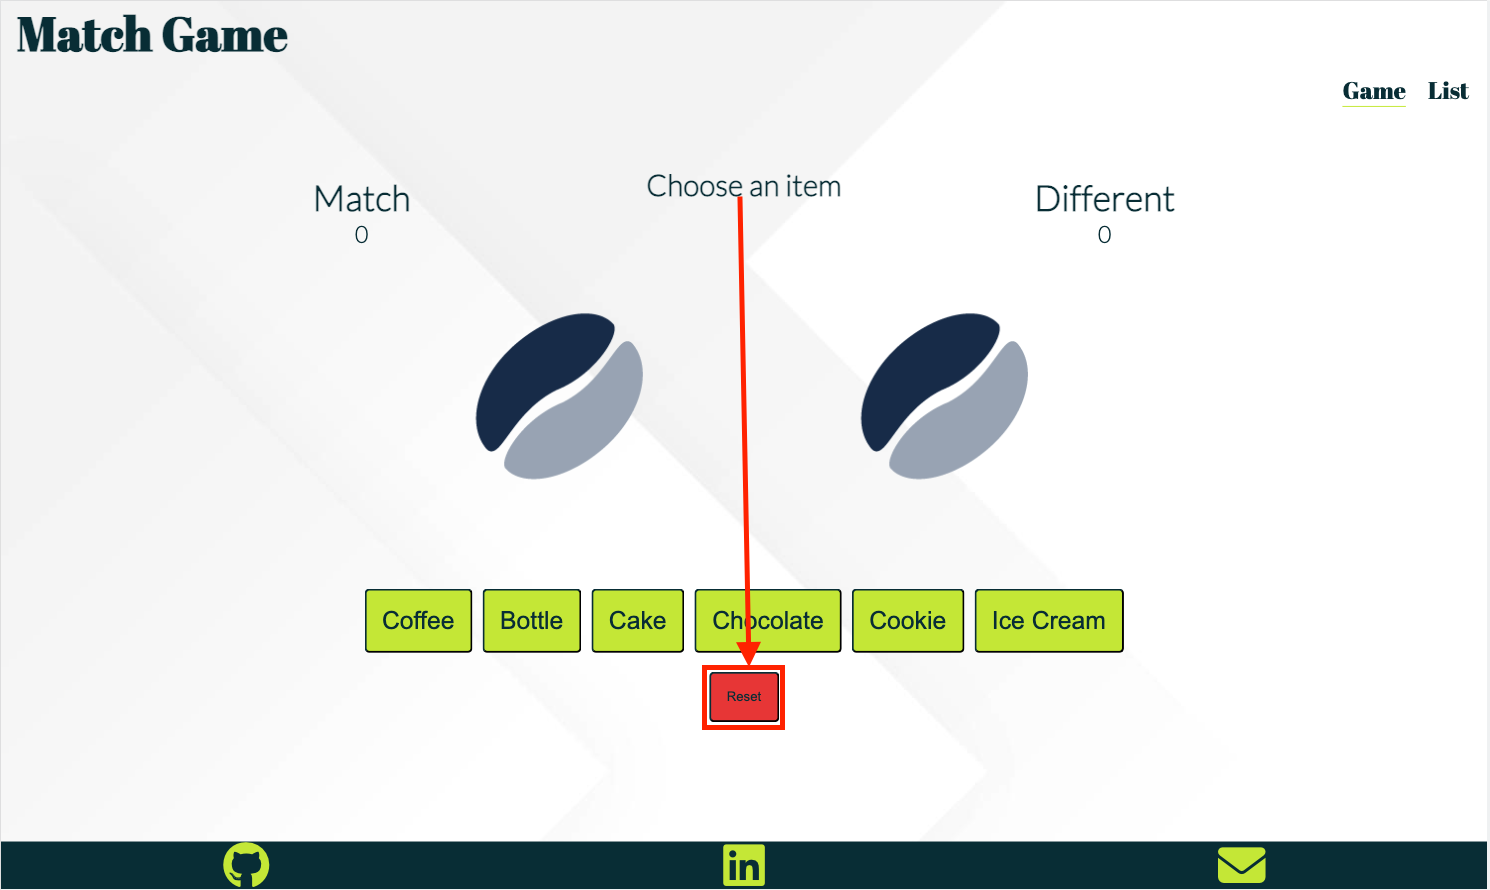 Match Game
Game List
Match
0
Choose an item
Different
0
Coffee Bottle Cake Chocolate Cookie Ice Cream
Reset
in